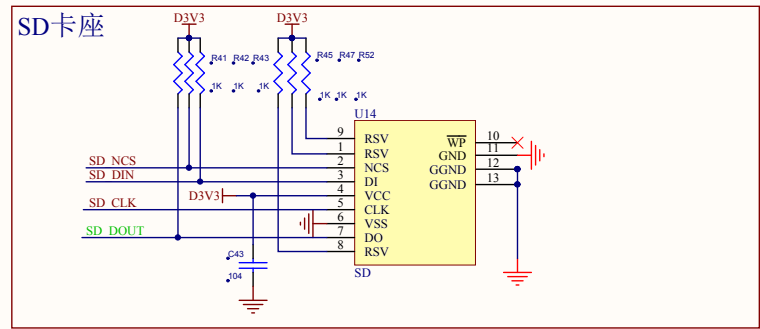 SD卡座
D3V3
D3V3
R41 R42 R43
R45 R47 R52
1K 1K 1K
1K 1K 1K
U14
9 RSV
1 RSV
SD_NCS 2 NCS
SD_DIN 3 DI
D3V3 4 VCC
SD_CLK 5 CLK
6 VSS
SD_DOUT 7 DO
8 RSV
WP 10
GND 11
GGND 12
GGND 13
C43
104
SD